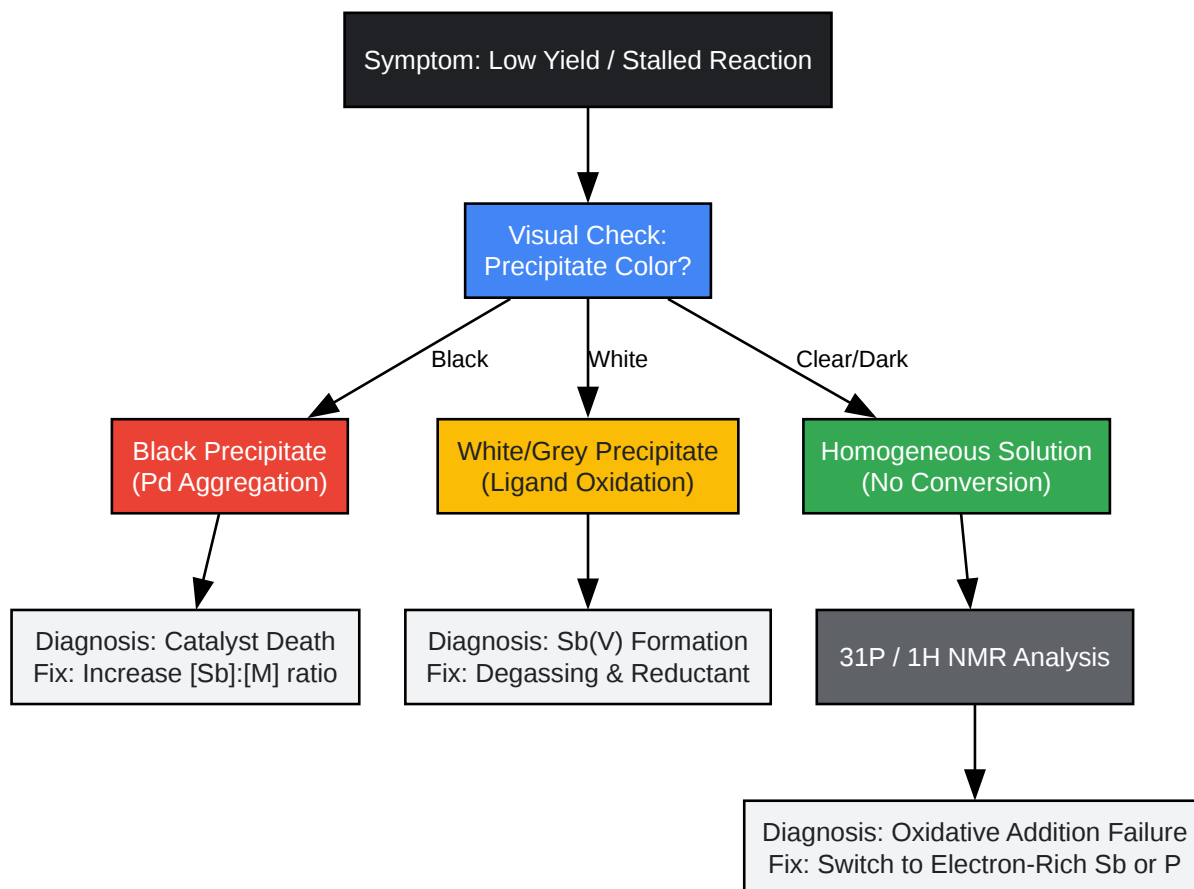 Symptom: Low Yield / Stalled Reaction
Visual Check:
Precipitate Color?
Black
White
Clear/Dark
Black Precipitate
(Pd Aggregation)
White/Grey Precipitate
(Ligand Oxidation)
Homogeneous Solution
(No Conversion)
Diagnosis: Catalyst Death
Fix: Increase [Sb]:[M] ratio
Diagnosis: Sb(V) Formation
Fix: Degassing & Reductant
31P / 1H NMR Analysis
Diagnosis: Oxidative Addition Failure
Fix: Switch to Electron-Rich Sb or P